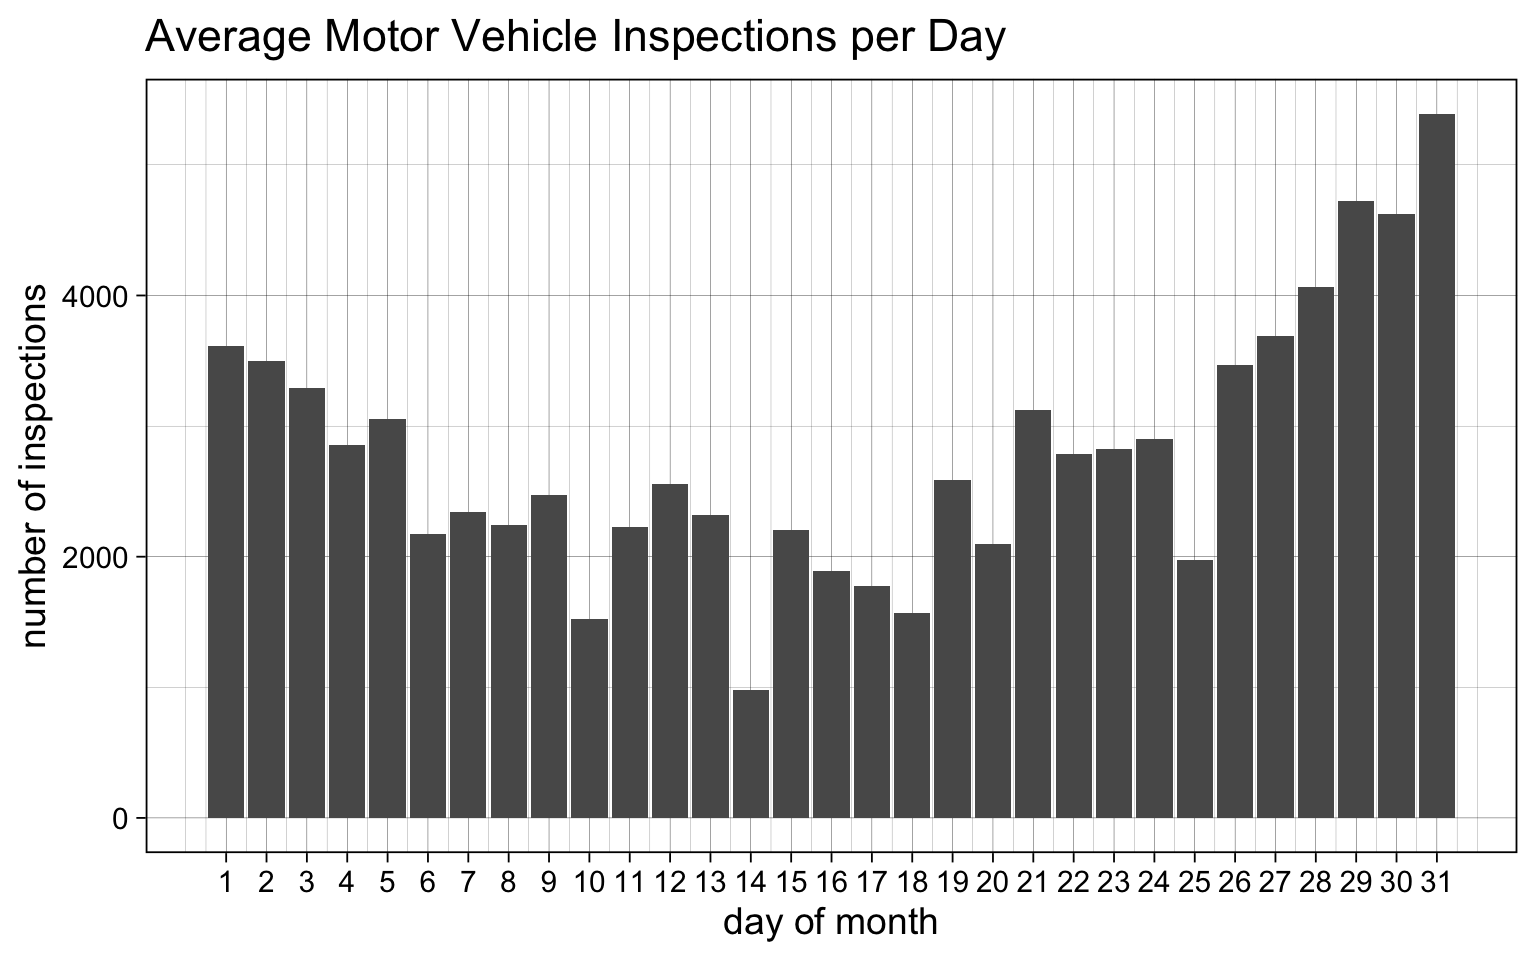 Average Motor Vehicle Inspections per Day
number of inspections
4000
2000
0
1 2 3 4 5 6 7 8 9 10 11 12 13 14 15 16 17 18 19 20 21 22 23 24 25 26 27 28 29 30 31
day of month